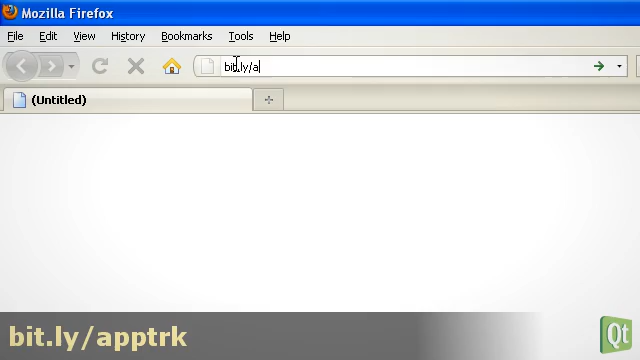 Mozilla Firefox
File Edit View History Bookmarks Tools Help
bit.ly/a
(Untitled)
bit.ly/apptrk
Qt